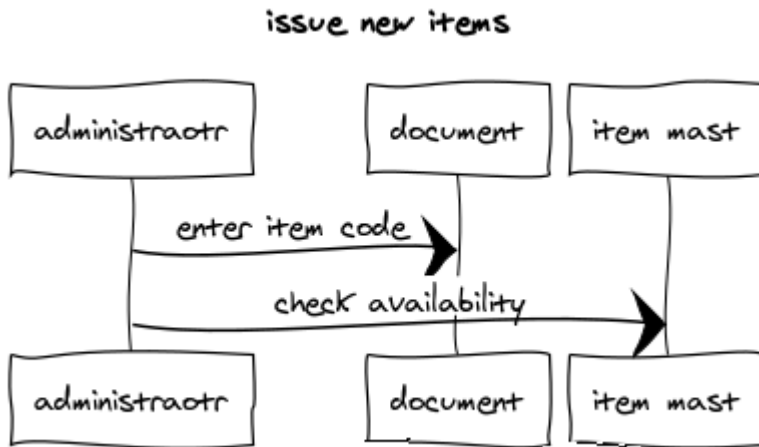 issue new items
administraotr document item mast
enter item code
check availability
administraotr document item mast